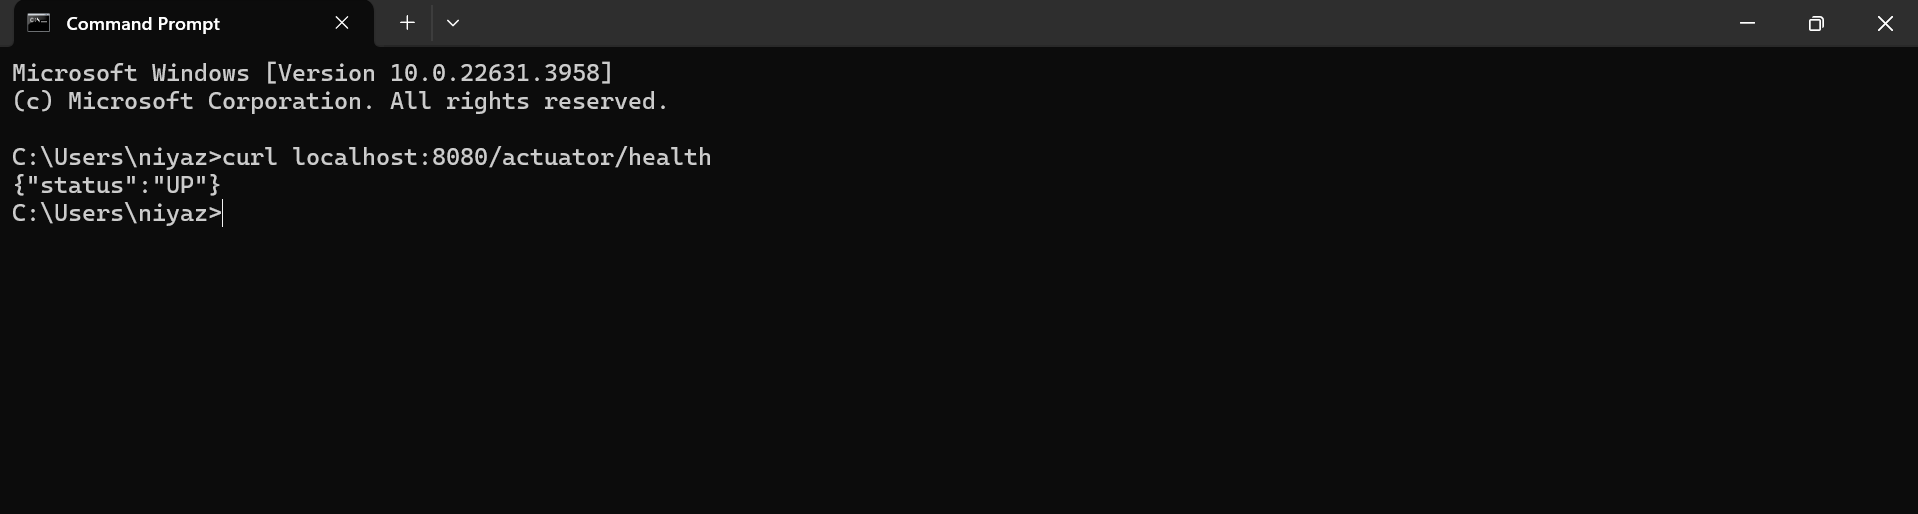 Command Prompt
Microsoft Windows [Version 10.0.22631.3958]
(c) Microsoft Corporation. All rights reserved.
C:\Users\niyaz>curl localhost:8080/actuator/health
{"status":"UP"}
C:\Users\niyaz>